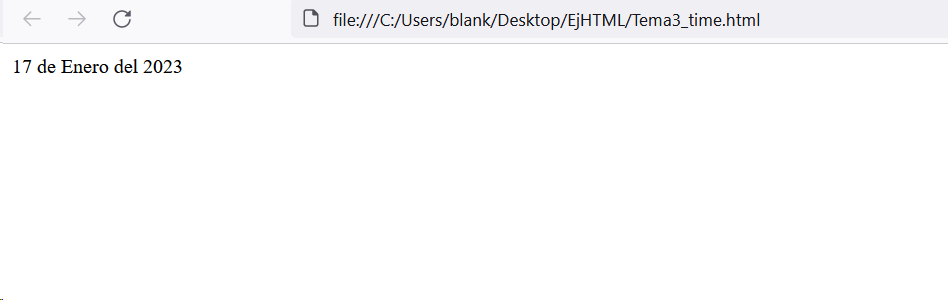 file:///C:/Users/blank/Desktop/EjHTML/Tema3_time.html
17 de Enero del 2023